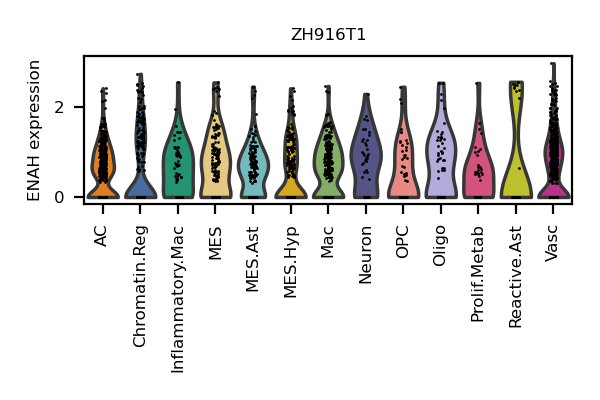 ZH916T1
ENAH expression
2
0
AC
Chromatin.Reg
Inflammatory.Mac
MES
MES.Ast
MES.Hyp
Mac
Neuron
OPC
Oligo
Prolif.Metab
Reactive.Ast
Vasc